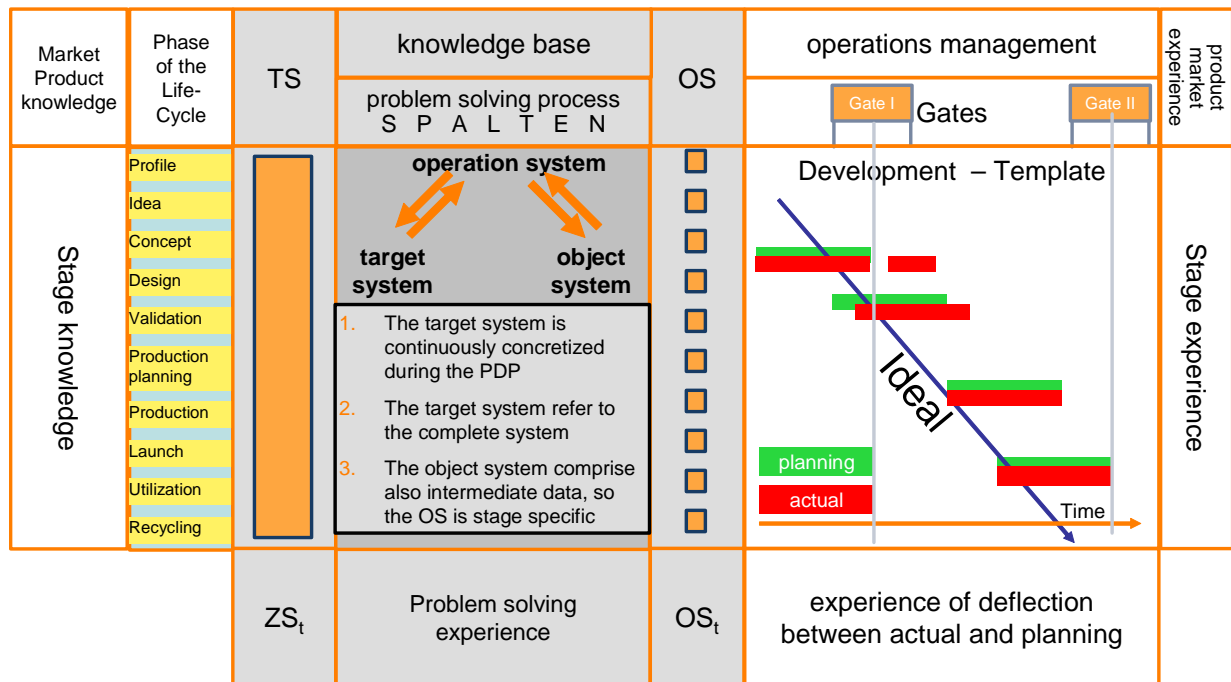 Market
Product
knowledge
Phase
of the
Life-
Cycle
TS
knowledge base
problem solving process
S P A L T E N
OS
operations management
Gate I
Gates
Gate II
product
market
experience
Stage knowledge
Profile
Idea
Concept
Design
Validation
Production
planning
Production
Launch
Utilization
Recycling
operation system
target
system
object
system
1. The target system is
continuously concretized
during the PDP
2. The target system refer to
the complete system
3. The object system comprise
also intermediate data, so
the OS is stage specific
Development – Template
Ideal
planning
actual
Time
Stage experience
ZSt
Problem solving
experience
OSt
experience of deflection
between actual and planning